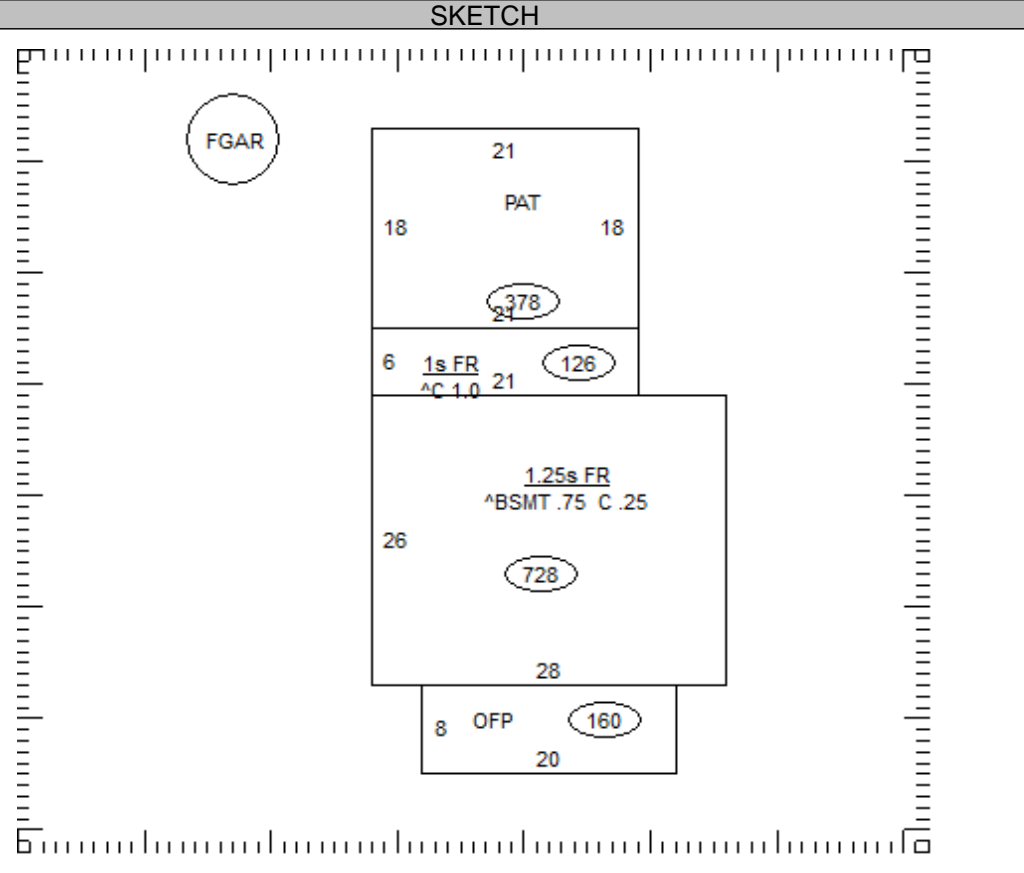 SKETCH
FGAR
21
PAT
18 18
378
21
6 1s FR 126
^C 1.0 21
1.25s FR
^BSMT .75 C .25
26
728
28
8 OFP 160
20